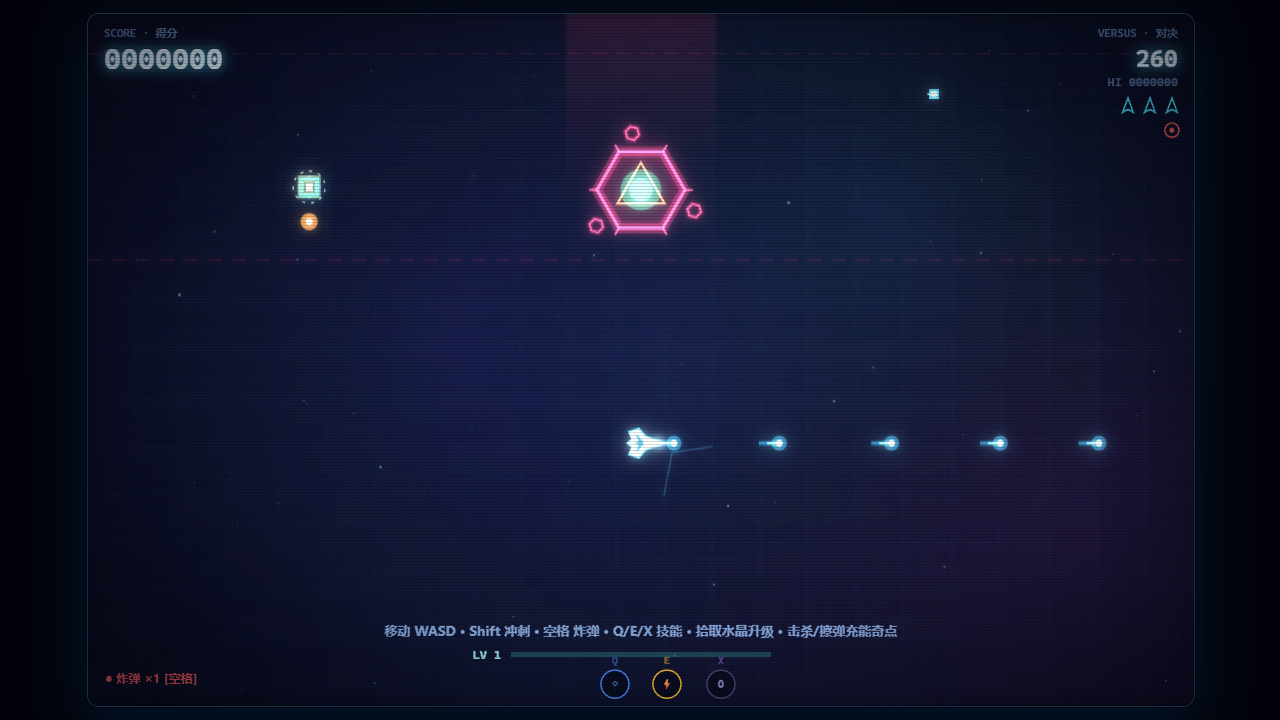 SCORE · 得分
0000000
VERSUS · 对决
260
HI 0000000
移动 WASD • Shift 冲刺 • 空格 炸弹 • Q/E/X 技能 • 拾取水晶升级 • 击杀/擦弹充能奇点
LV 1
Q E X
0
炸弹 ×1 [空格]